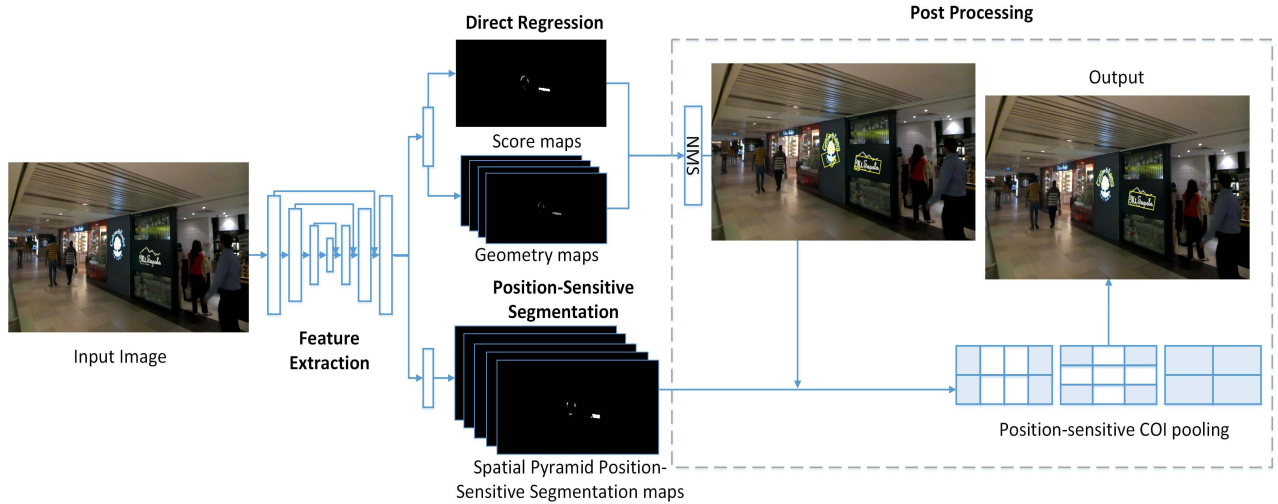 Direct Regression
Post Processing
Score maps
NMS
Output
Geometry maps
Input Image
Feature
Extraction
Position-Sensitive
Segmentation
Spatial Pyramid Position-
Sensitive Segmentation maps
Position-sensitive COI pooling